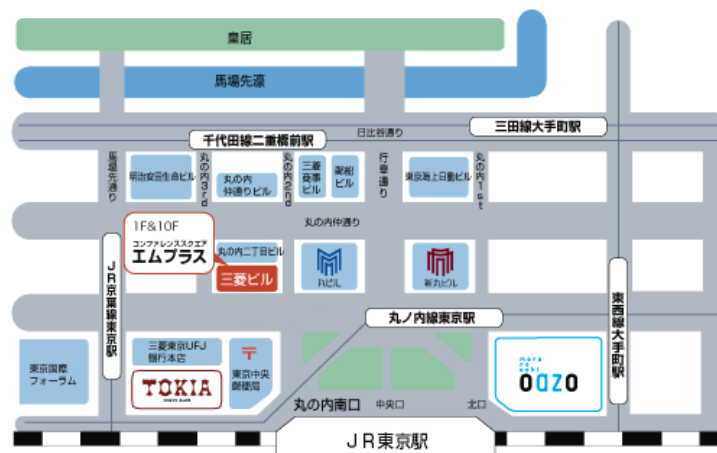 皇居
馬場先濠
三田線大手町駅
日比谷通り
千代田線二重橋前駅
馬場先通り
明治安田生命ビル
丸の内3rd
丸の内
仲通りビル
丸の内2nd
三菱
商事
ビル
郵船
ビル
行幸通り
東京海上日動ビル
丸の内1st
1F&10F
コンファレンススクエア
エムプラス
丸の内仲通り
丸の内二丁目ビル
三菱ビル
丸ビル
新丸ビル
JR京葉線東京駅
東西線大手町駅
丸ノ内線東京駅
東京国際
フォーラム
三菱東京UFJ
銀行本店
TOKIA
東京中央
郵便局
丸の内南口
中央口
北口
maru
no
uchi
OAZO
JR東京駅